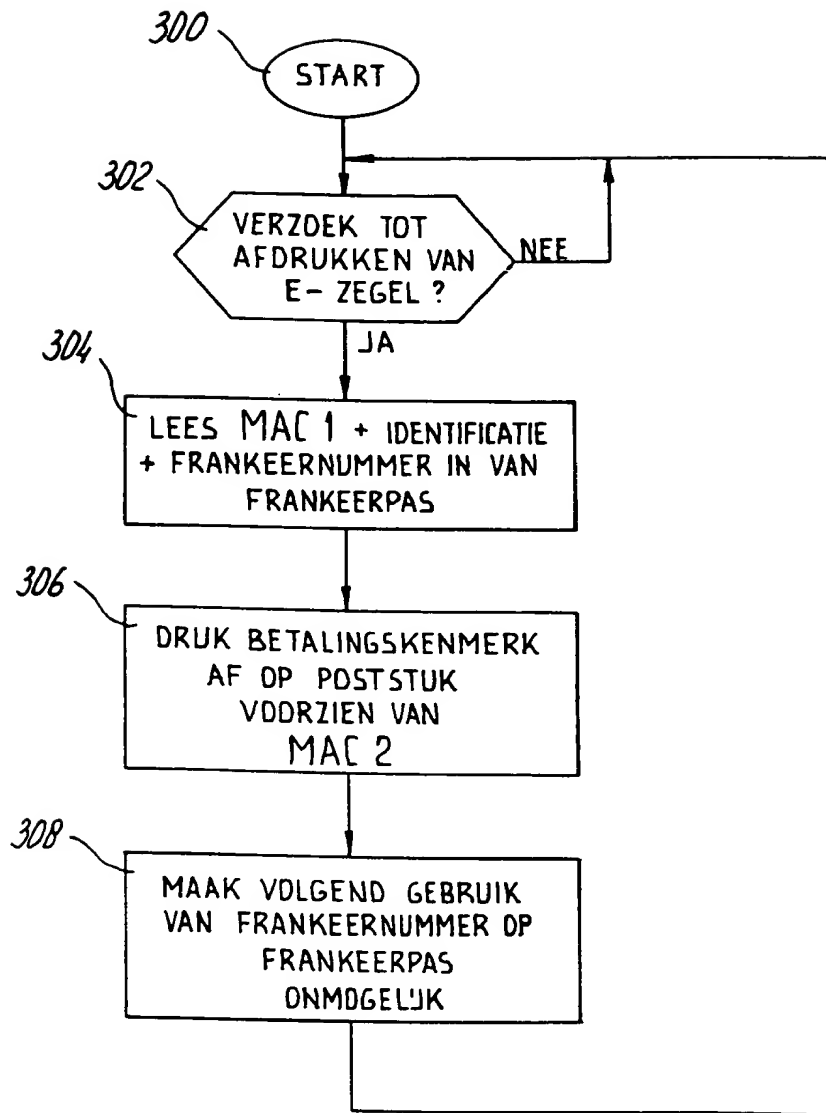 300
START
302
VERZOEK TOT
AFDRUKKEN VAN
E- ZEGEL ?
NEE
JA
304
LEES MAC 1 + IDENTIFICATIE
+ FRANKEERNUMMER IN VAN
FRANKEERPAS
306
DRUK BETALINGSKENMERK
AF OP POSTSTUK
VOORZIEN VAN
MAC 2
308
MAAK VOLGEND GEBRUIK
VAN FRANKEERNUMMER OP
FRANKEERPAS
ONMOGELIJK